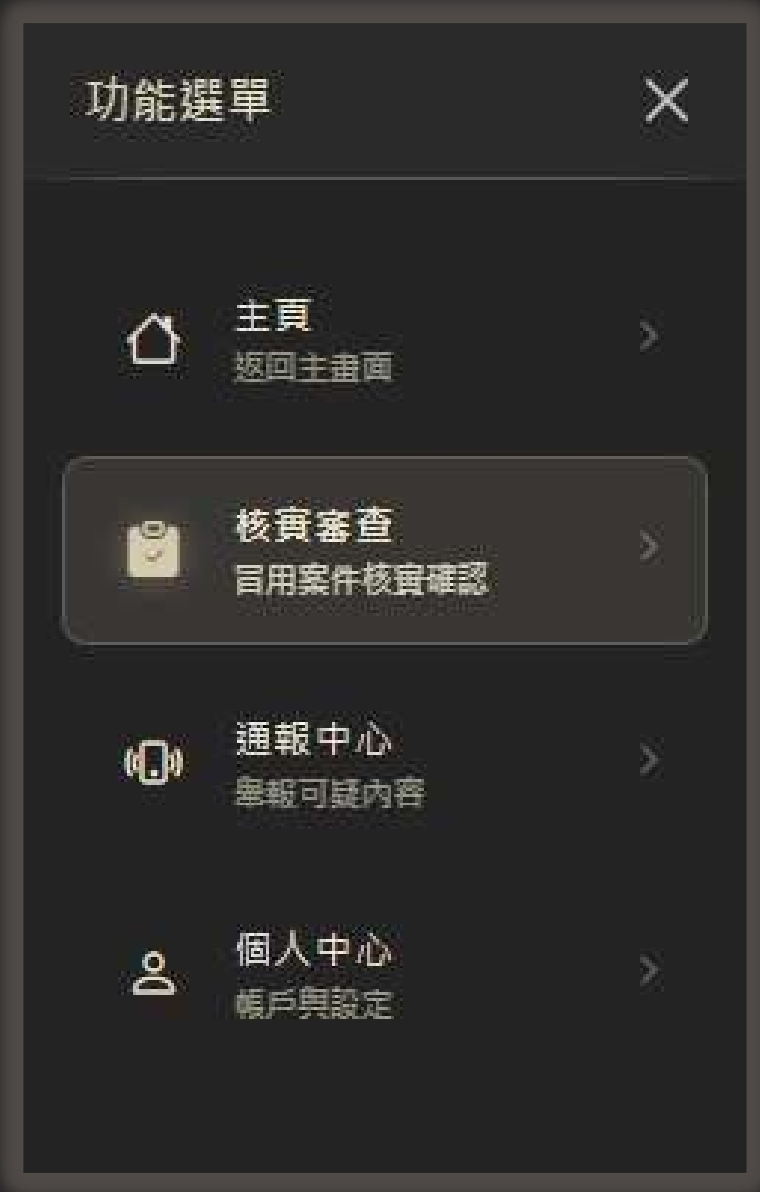 功能選單
主頁
返回主畫面
核實審查
冒用案件核實確認
通報中心
舉報可疑內容
個人中心
帳戶與設定